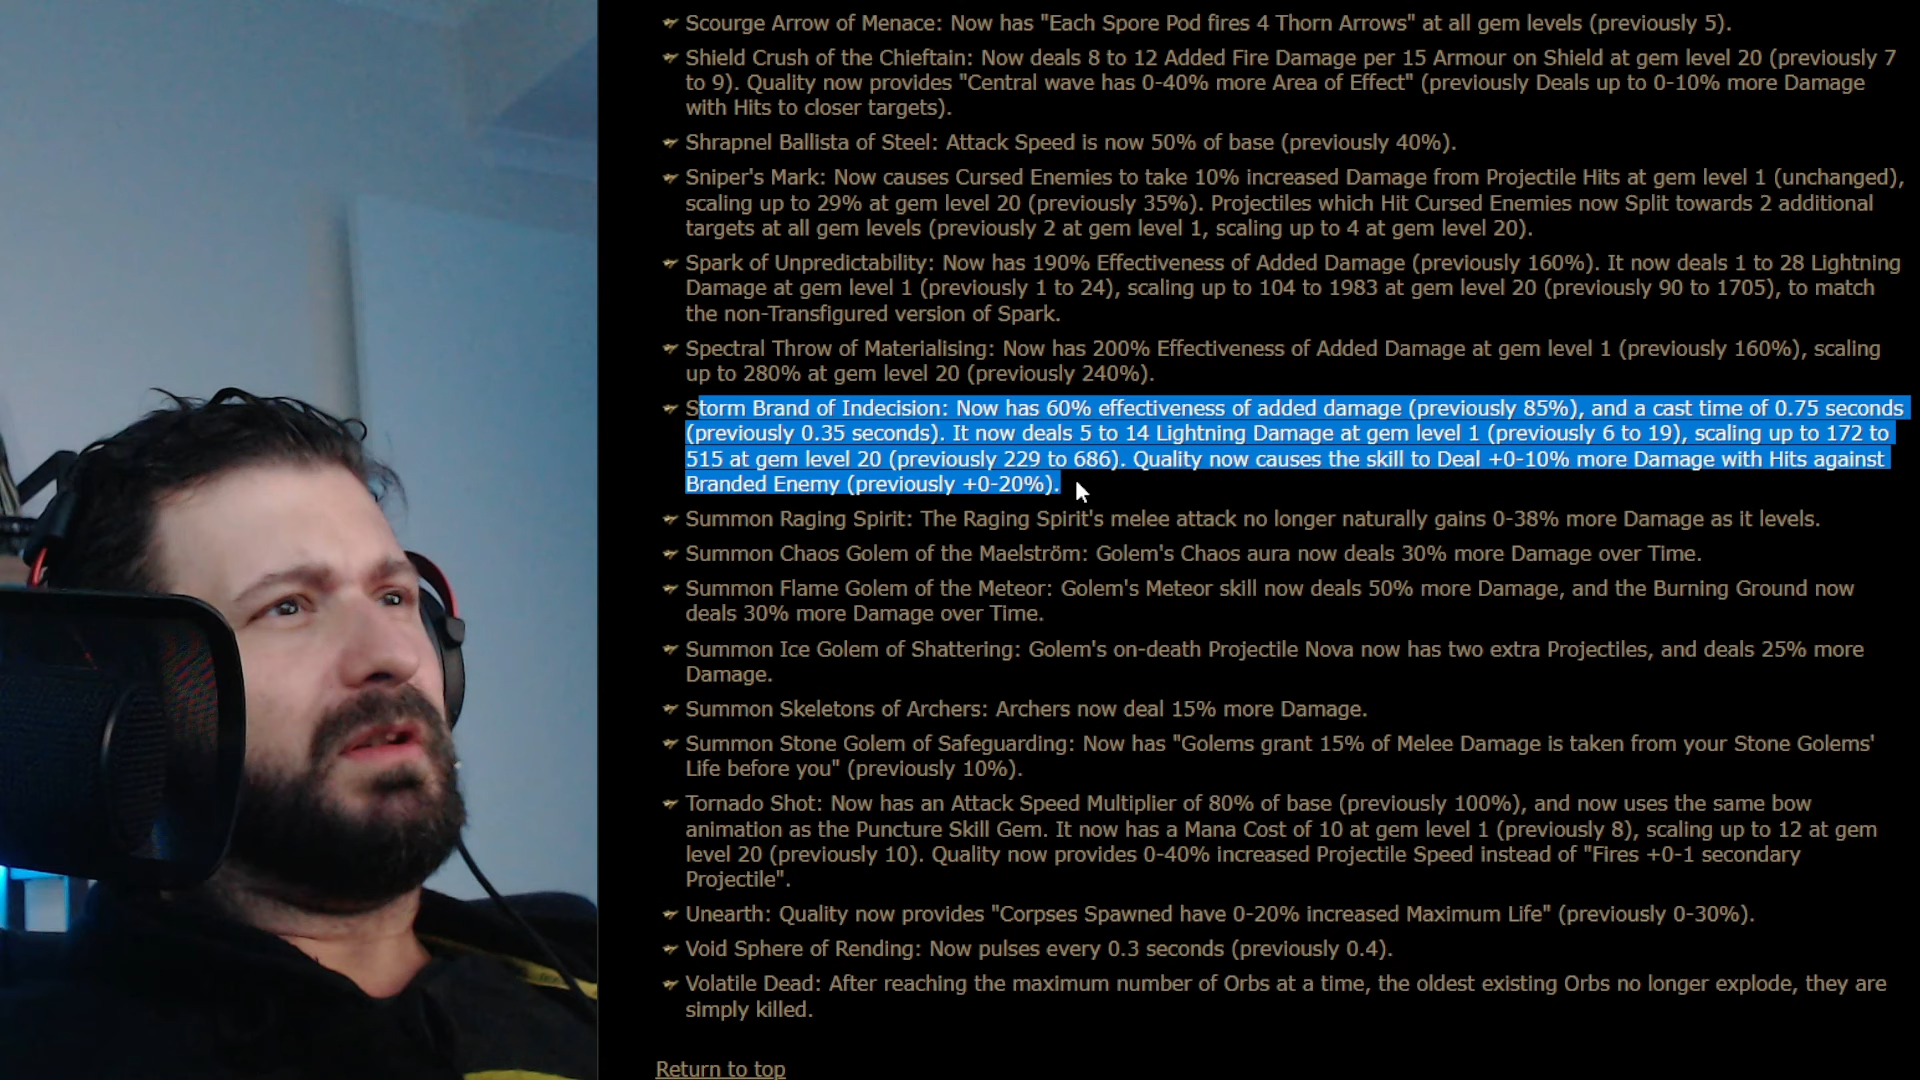 Scourge Arrow of Menace: Now has "Each Spore Pod fires 4 Thorn Arrows" at all gem levels (previously 5).
Shield Crush of the Chieftain: Now deals 8 to 12 Added Fire Damage per 15 Armour on Shield at gem level 20 (previously 7
to 9). Quality now provides "Central wave has 0-40% more Area of Effect" (previously Deals up to 0-10% more Damage
with Hits to closer targets).
Shrapnel Ballista of Steel: Attack Speed is now 50% of base (previously 40%).
Sniper's Mark: Now causes Cursed Enemies to take 10% increased Damage from Projectile Hits at gem level 1 (unchanged),
scaling up to 29% at gem level 20 (previously 35%). Projectiles which Hit Cursed Enemies now Split towards 2 additional
targets at all gem levels (previously 2 at gem level 1, scaling up to 4 at gem level 20).
Spark of Unpredictability: Now has 190% Effectiveness of Added Damage (previously 160%). It now deals 1 to 28 Lightning
Damage at gem level 1 (previously 1 to 24), scaling up to 104 to 1983 at gem level 20 (previously 90 to 1705), to match
the non-Transfigured version of Spark.
Spectral Throw of Materialising: Now has 200% Effectiveness of Added Damage at gem level 1 (previously 160%), scaling
up to 280% at gem level 20 (previously 240%).
Storm Brand of Indecision: Now has 60% effectiveness of added damage (previously 85%), and a cast time of 0.75 seconds
(previously 0.35 seconds). It now deals 5 to 14 Lightning Damage at gem level 1 (previously 6 to 19), scaling up to 172 to
515 at gem level 20 (previously 229 to 686). Quality now causes the skill to Deal +0-10% more Damage with Hits against
Branded Enemy (previously +0-20%).
Summon Raging Spirit: The Raging Spirit's melee attack no longer naturally gains 0-38% more Damage as it levels.
Summon Chaos Golem of the Maelström: Golem's Chaos aura now deals 30% more Damage over Time.
Summon Flame Golem of the Meteor: Golem's Meteor skill now deals 50% more Damage, and the Burning Ground now
deals 30% more Damage over Time.
Summon Ice Golem of Shattering: Golem's on-death Projectile Nova now has two extra Projectiles, and deals 25% more
Damage.
Summon Skeletons of Archers: Archers now deal 15% more Damage.
Summon Stone Golem of Safeguarding: Now has "Golems grant 15% of Melee Damage is taken from your Stone Golems'
Life before you" (previously 10%).
Tornado Shot: Now has an Attack Speed Multiplier of 80% of base (previously 100%), and now uses the same bow
animation as the Puncture Skill Gem. It now has a Mana Cost of 10 at gem level 1 (previously 8), scaling up to 12 at gem
level 20 (previously 10). Quality now provides 0-40% increased Projectile Speed instead of "Fires +0-1 secondary
Projectile".
Unearth: Quality now provides "Corpses Spawned have 0-20% increased Maximum Life" (previously 0-30%).
Void Sphere of Rending: Now pulses every 0.3 seconds (previously 0.4).
Volatile Dead: After reaching the maximum number of Orbs at a time, the oldest existing Orbs no longer explode, they are
simply killed.
Return to top